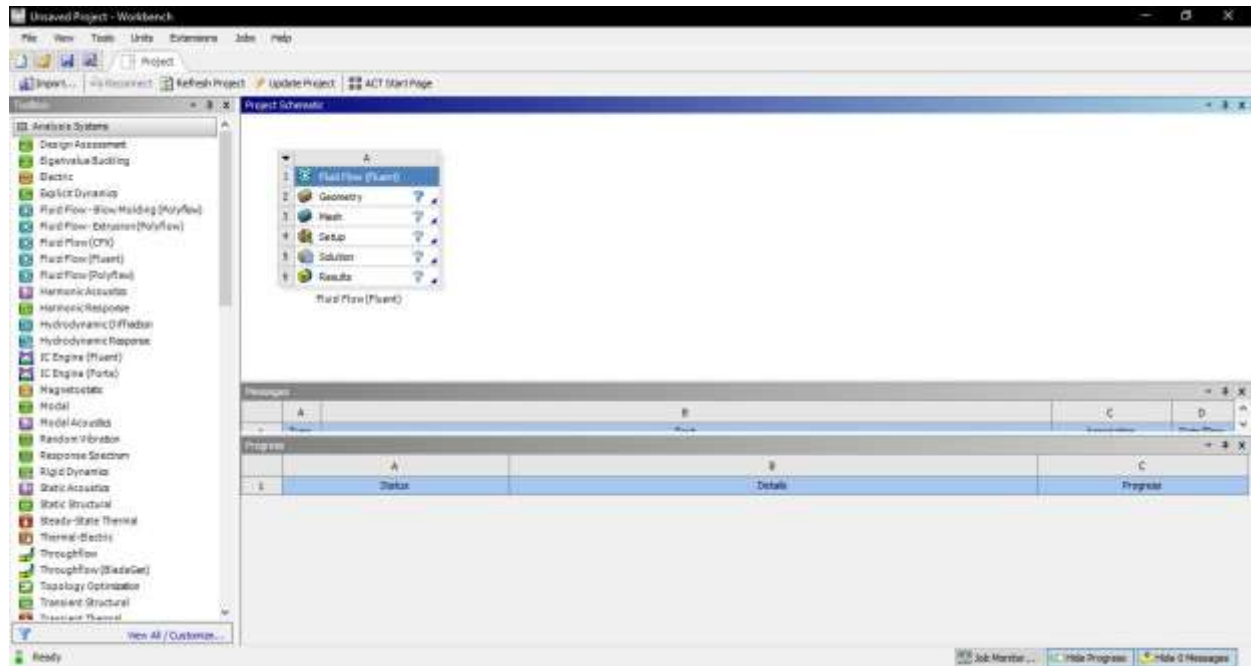 Unsaved Project - Workbench
File View Tools Units Extensions Jobs Help
Project
Import... Reconnect Refresh Project Update Project ACT Start Page
Toolbox
Project Schematic
Analysis Systems
Design Assessment
Eigenvalue Buckling
Electric
Explicit Dynamics
Fluid Flow - Blow Molding (Polyflow)
Fluid Flow - Extrusion (Polyflow)
Fluid Flow (CFX)
Fluid Flow (Fluent)
Fluid Flow (Polyflow)
Harmonic Acoustics
Harmonic Response
Hydrodynamic Diffraction
Hydrodynamic Response
IC Engine (Fluent)
IC Engine (Forte)
Magnetostatic
Modal
Modal Acoustics
Random Vibration
Response Spectrum
Rigid Dynamics
Static Acoustics
Static Structural
Steady-State Thermal
Thermal-Electric
Throughflow
Throughflow (BladeGen)
Topology Optimization
Transient Structural
Transient Thermal
View All / Customize...
A
1 Fluid Flow (Fluent)
2 Geometry ?
3 Mesh ?
4 Setup ?
5 Solution ?
6 Results ?
Fluid Flow (Fluent)
Messages
A B C D
Progress
A B C
1 Status Details Progress
Ready
Job Monitor... Hide Progress Hide 0 Messages